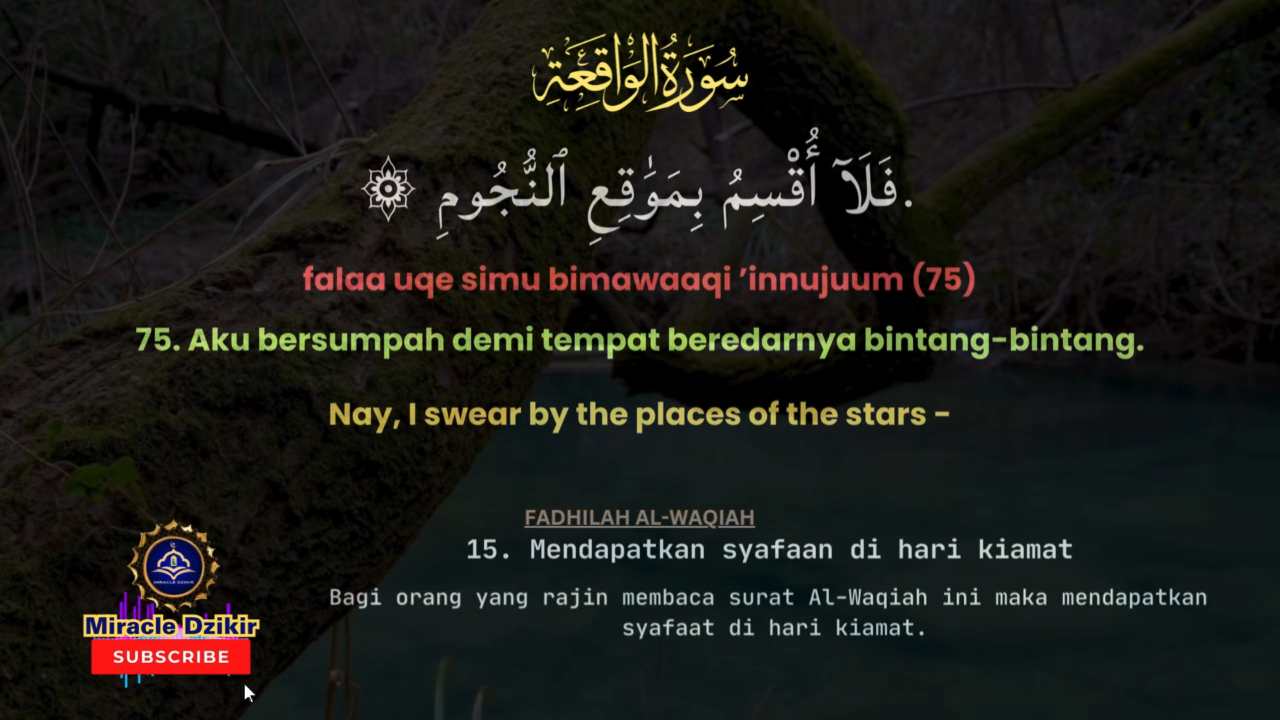 سُورَةُ الْوَاقِعَةِ
فَلَآ أُقْسِمُ بِمَوَٰقِعِ ٱلنُّجُومِ.
falaa uqe simu bimawaaqi ’innujuum (75)
75. Aku bersumpah demi tempat beredarnya bintang-bintang.
Nay, I swear by the places of the stars -
FADHILAH AL-WAQIAH
15. Mendapatkan syafaan di hari kiamat
Bagi orang yang rajin membaca surat Al-Waqiah ini maka mendapatkan
syafaat di hari kiamat.
MIRACLE DZIKIR
Miracle Dzikir
SUBSCRIBE